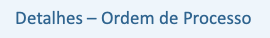 Detalhes – Ordem de Processo